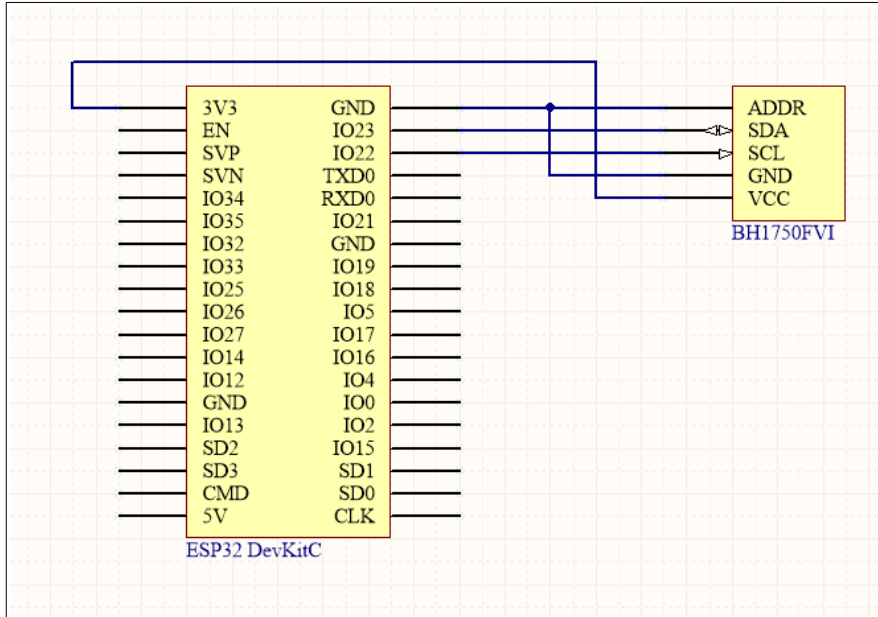 3V3 GND
EN IO23
SVP IO22
SVN TXD0
IO34 RXD0
IO35 IO21
IO32 GND
IO33 IO19
IO25 IO18
IO26 IO5
IO27 IO17
IO14 IO16
IO12 IO4
GND IO0
IO13 IO2
SD2 IO15
SD3 SD1
CMD SD0
5V CLK
ESP32 DevKitC
ADDR
SDA
SCL
GND
VCC
BH1750FVI